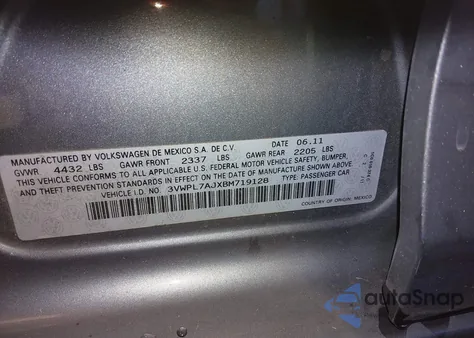 MANUFACTURED BY VOLKSWAGEN DE MEXICO S.A. DE C.V. DATE 06.11
GVWR 4432 LBS GAWR FRONT 2337 LBS GAWR REAR 2205 LBS
THIS VEHICLE CONFORMS TO ALL APPLICABLE U.S. FEDERAL MOTOR VEHICLE SAFETY, BUMPER,
AND THEFT PREVENTION STANDARDS IN EFFECT ON THE DATE OF MANUFACTURE SHOWN ABOVE.
VEHICLE I.D. NO. 3VWPL7AJXBM719128 TYPE: PASSENGER CAR
COUNTRY OF ORIGIN: MEXICO
autoSnap